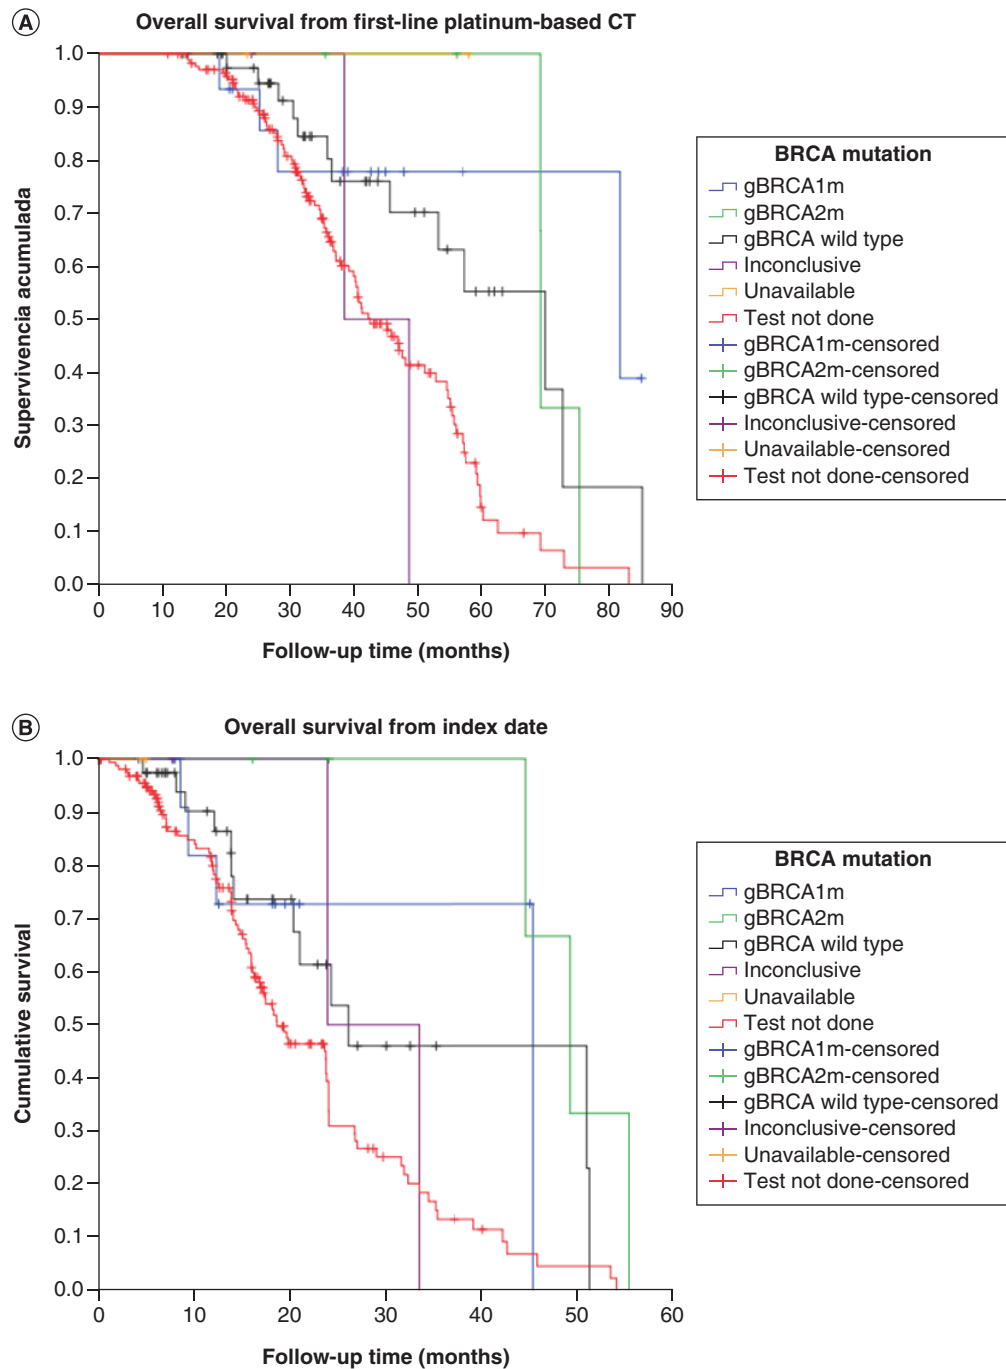 A
Overall survival from first-line platinum-based CT
1.0
0.9
0.8
0.7
0.6
0.5
0.4
0.3
0.2
0.1
0.0
Supervivencia acumulada
0 10 20 30 40 50 60 70 80 90
Follow-up time (months)
BRCA mutation
gBRCA1m
gBRCA2m
gBRCA wild type
Inconclusive
Unavailable
Test not done
gBRCA1m-censored
gBRCA2m-censored
gBRCA wild type-censored
Inconclusive-censored
Unavailable-censored
Test not done-censored
B
Overall survival from index date
1.0
0.9
0.8
0.7
0.6
0.5
0.4
0.3
0.2
0.1
0.0
Cumulative survival
0 10 20 30 40 50 60
Follow-up time (months)
BRCA mutation
gBRCA1m
gBRCA2m
gBRCA wild type
Inconclusive
Unavailable
Test not done
gBRCA1m-censored
gBRCA2m-censored
gBRCA wild type-censored
Inconclusive-censored
Unavailable-censored
Test not done-censored